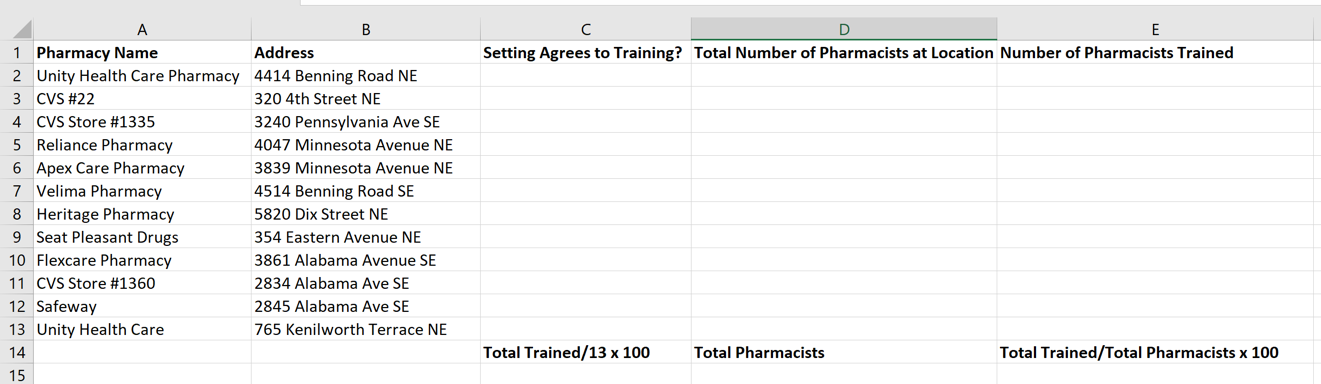 A B C D E
1 Pharmacy Name Address Setting Agrees to Training? Total Number of Pharmacists at Location Number of Pharmacists Trained
2 Unity Health Care Pharmacy 4414 Benning Road NE
3 CVS #22 320 4th Street NE
4 CVS Store #1335 3240 Pennsylvania Ave SE
5 Reliance Pharmacy 4047 Minnesota Avenue NE
6 Apex Care Pharmacy 3839 Minnesota Avenue NE
7 Velima Pharmacy 4514 Benning Road SE
8 Heritage Pharmacy 5820 Dix Street NE
9 Seat Pleasant Drugs 354 Eastern Avenue NE
10 Flexcare Pharmacy 3861 Alabama Avenue SE
11 CVS Store #1360 2834 Alabama Ave SE
12 Safeway 2845 Alabama Ave SE
13 Unity Health Care 765 Kenilworth Terrace NE
14 Total Trained/13 x 100 Total Pharmacists Total Trained/Total Pharmacists x 100
15